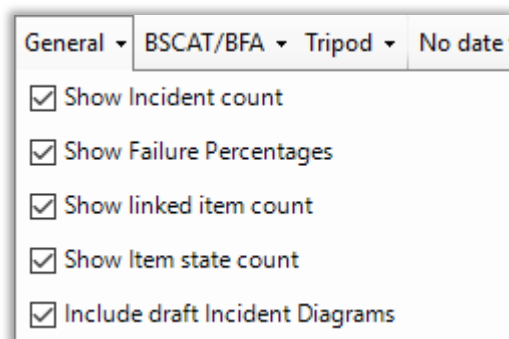 General BSCAT/BFA Tripod No date
Show Incident count
Show Failure Percentages
Show linked item count
Show Item state count
Include draft Incident Diagrams